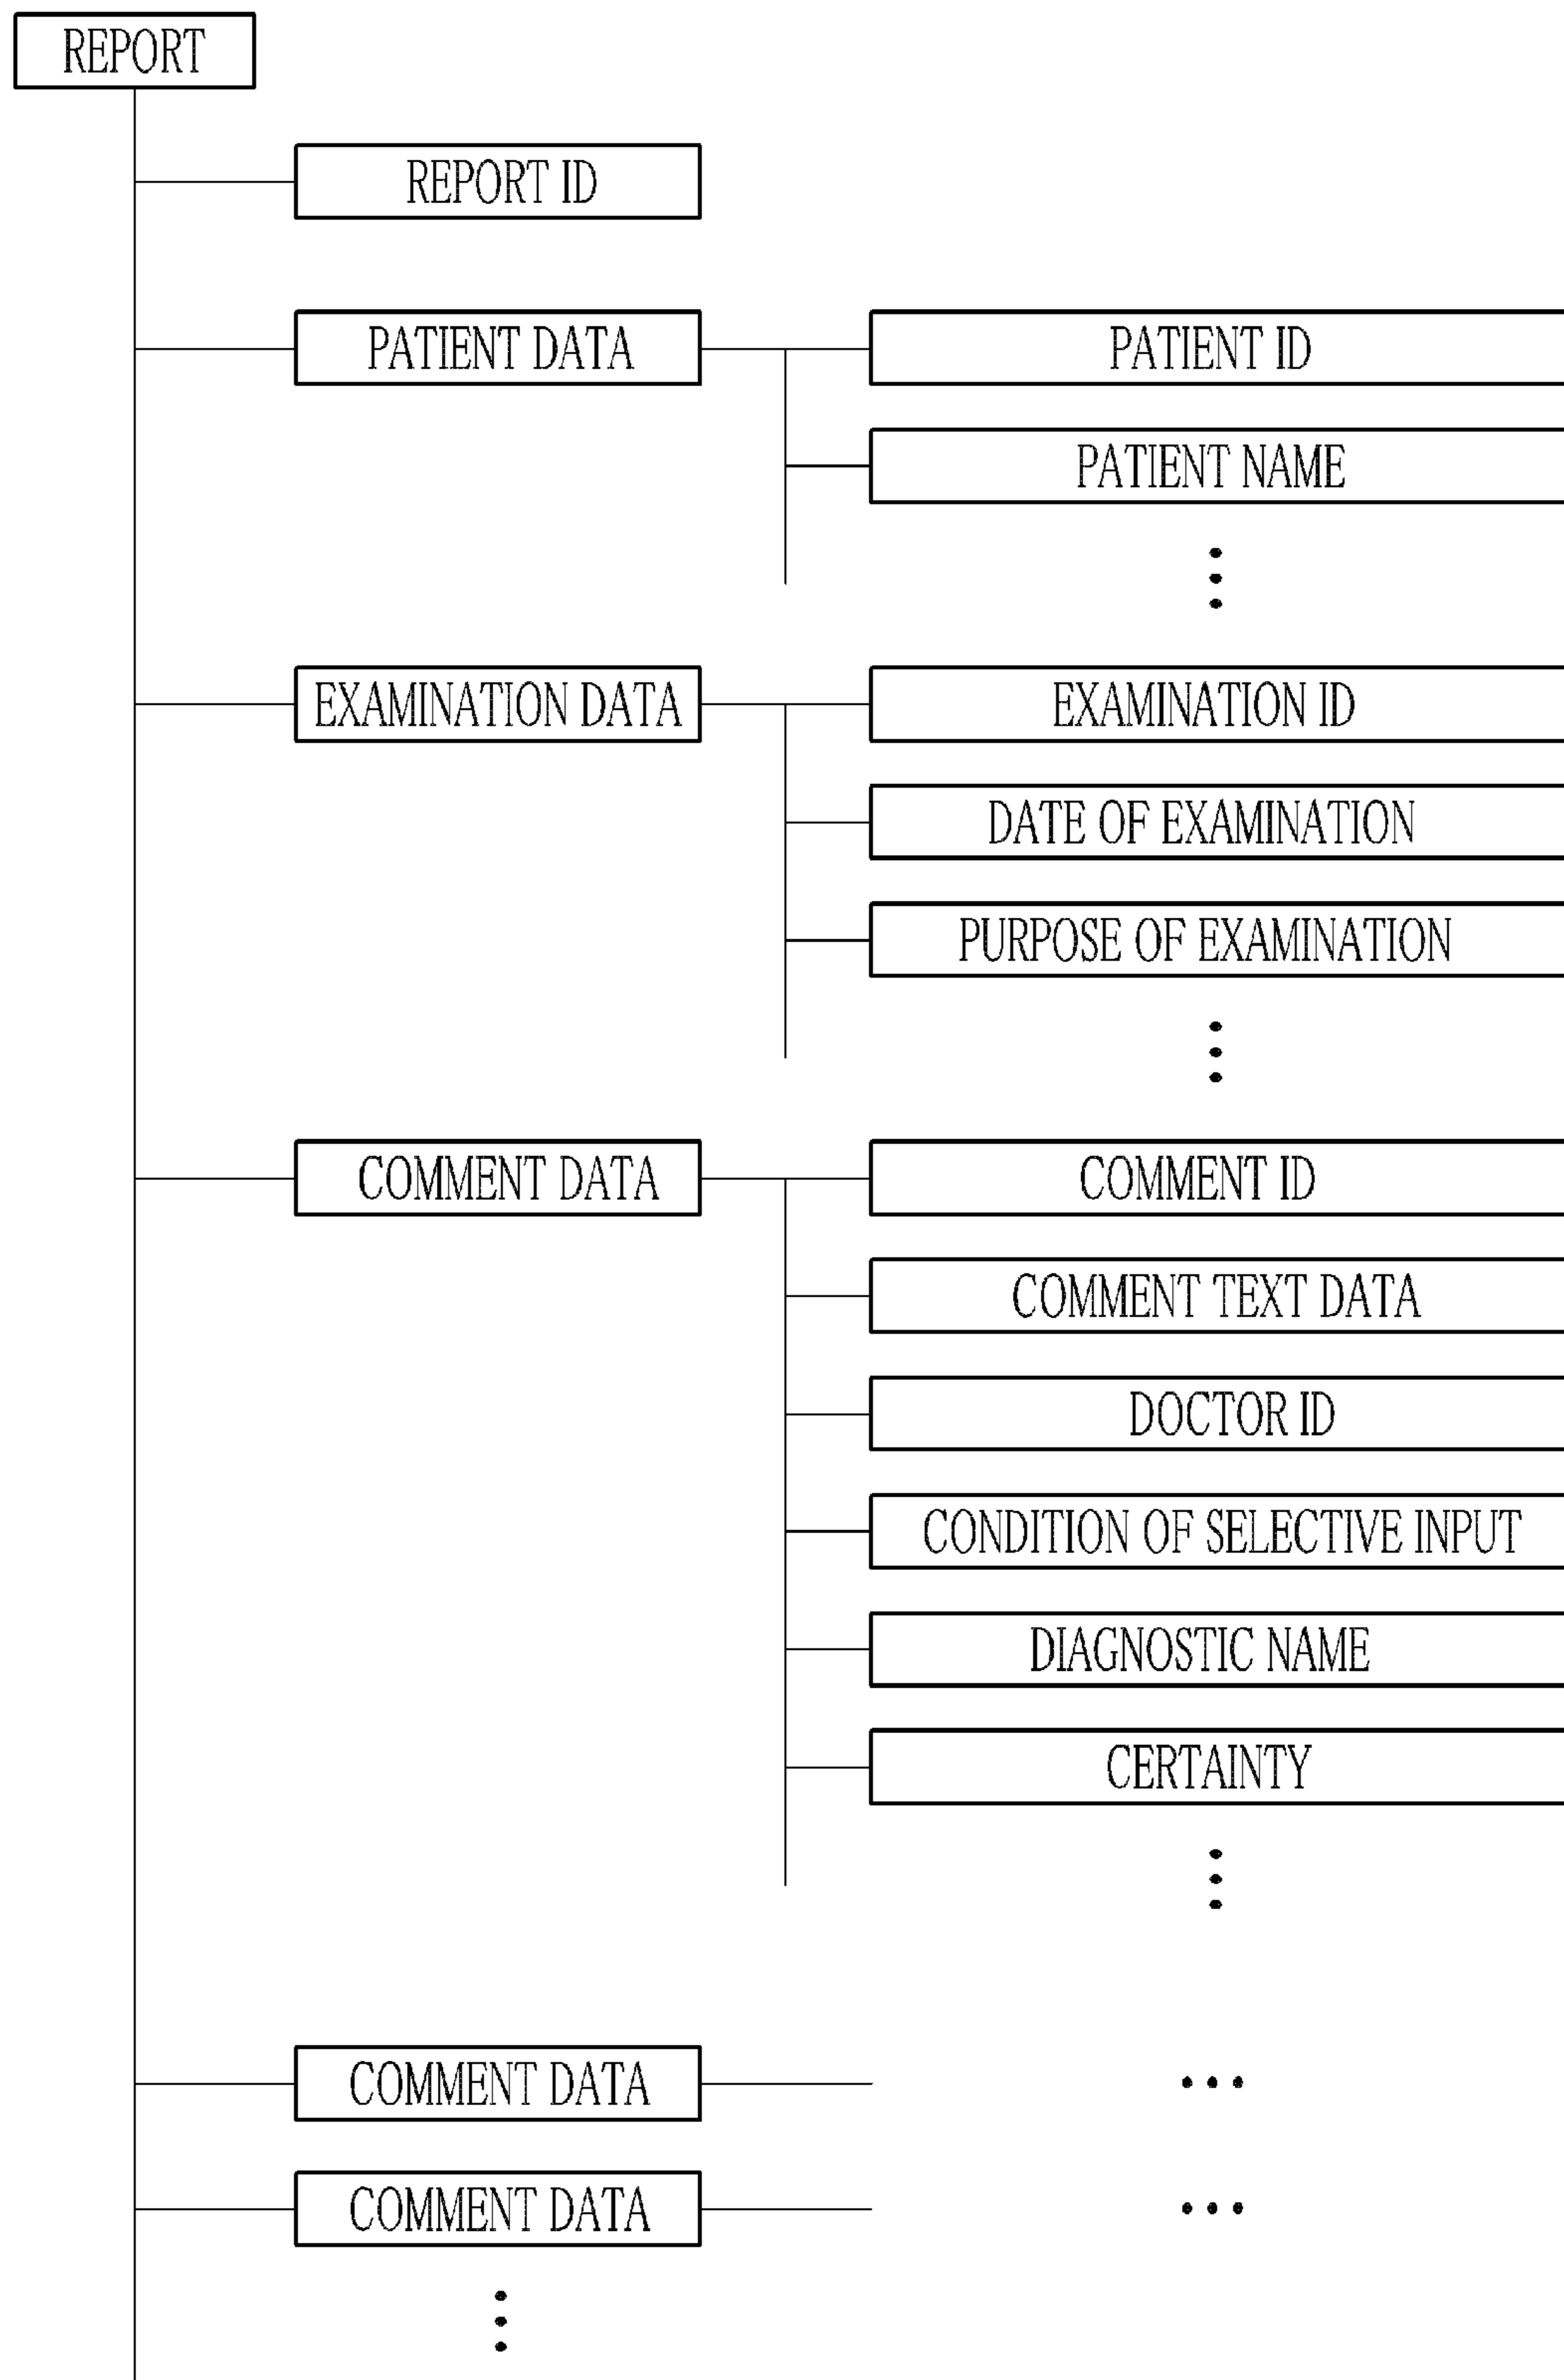 REPORT
REPORT ID
PATIENT DATA
PATIENT ID
PATIENT NAME
EXAMINATION DATA
EXAMINATION ID
DATE OF EXAMINATION
PURPOSE OF EXAMINATION
COMMENT DATA
COMMENT ID
COMMENT TEXT DATA
DOCTOR ID
CONDITION OF SELECTIVE INPUT
DIAGNOSTIC NAME
CERTAINTY
COMMENT DATA
COMMENT DATA